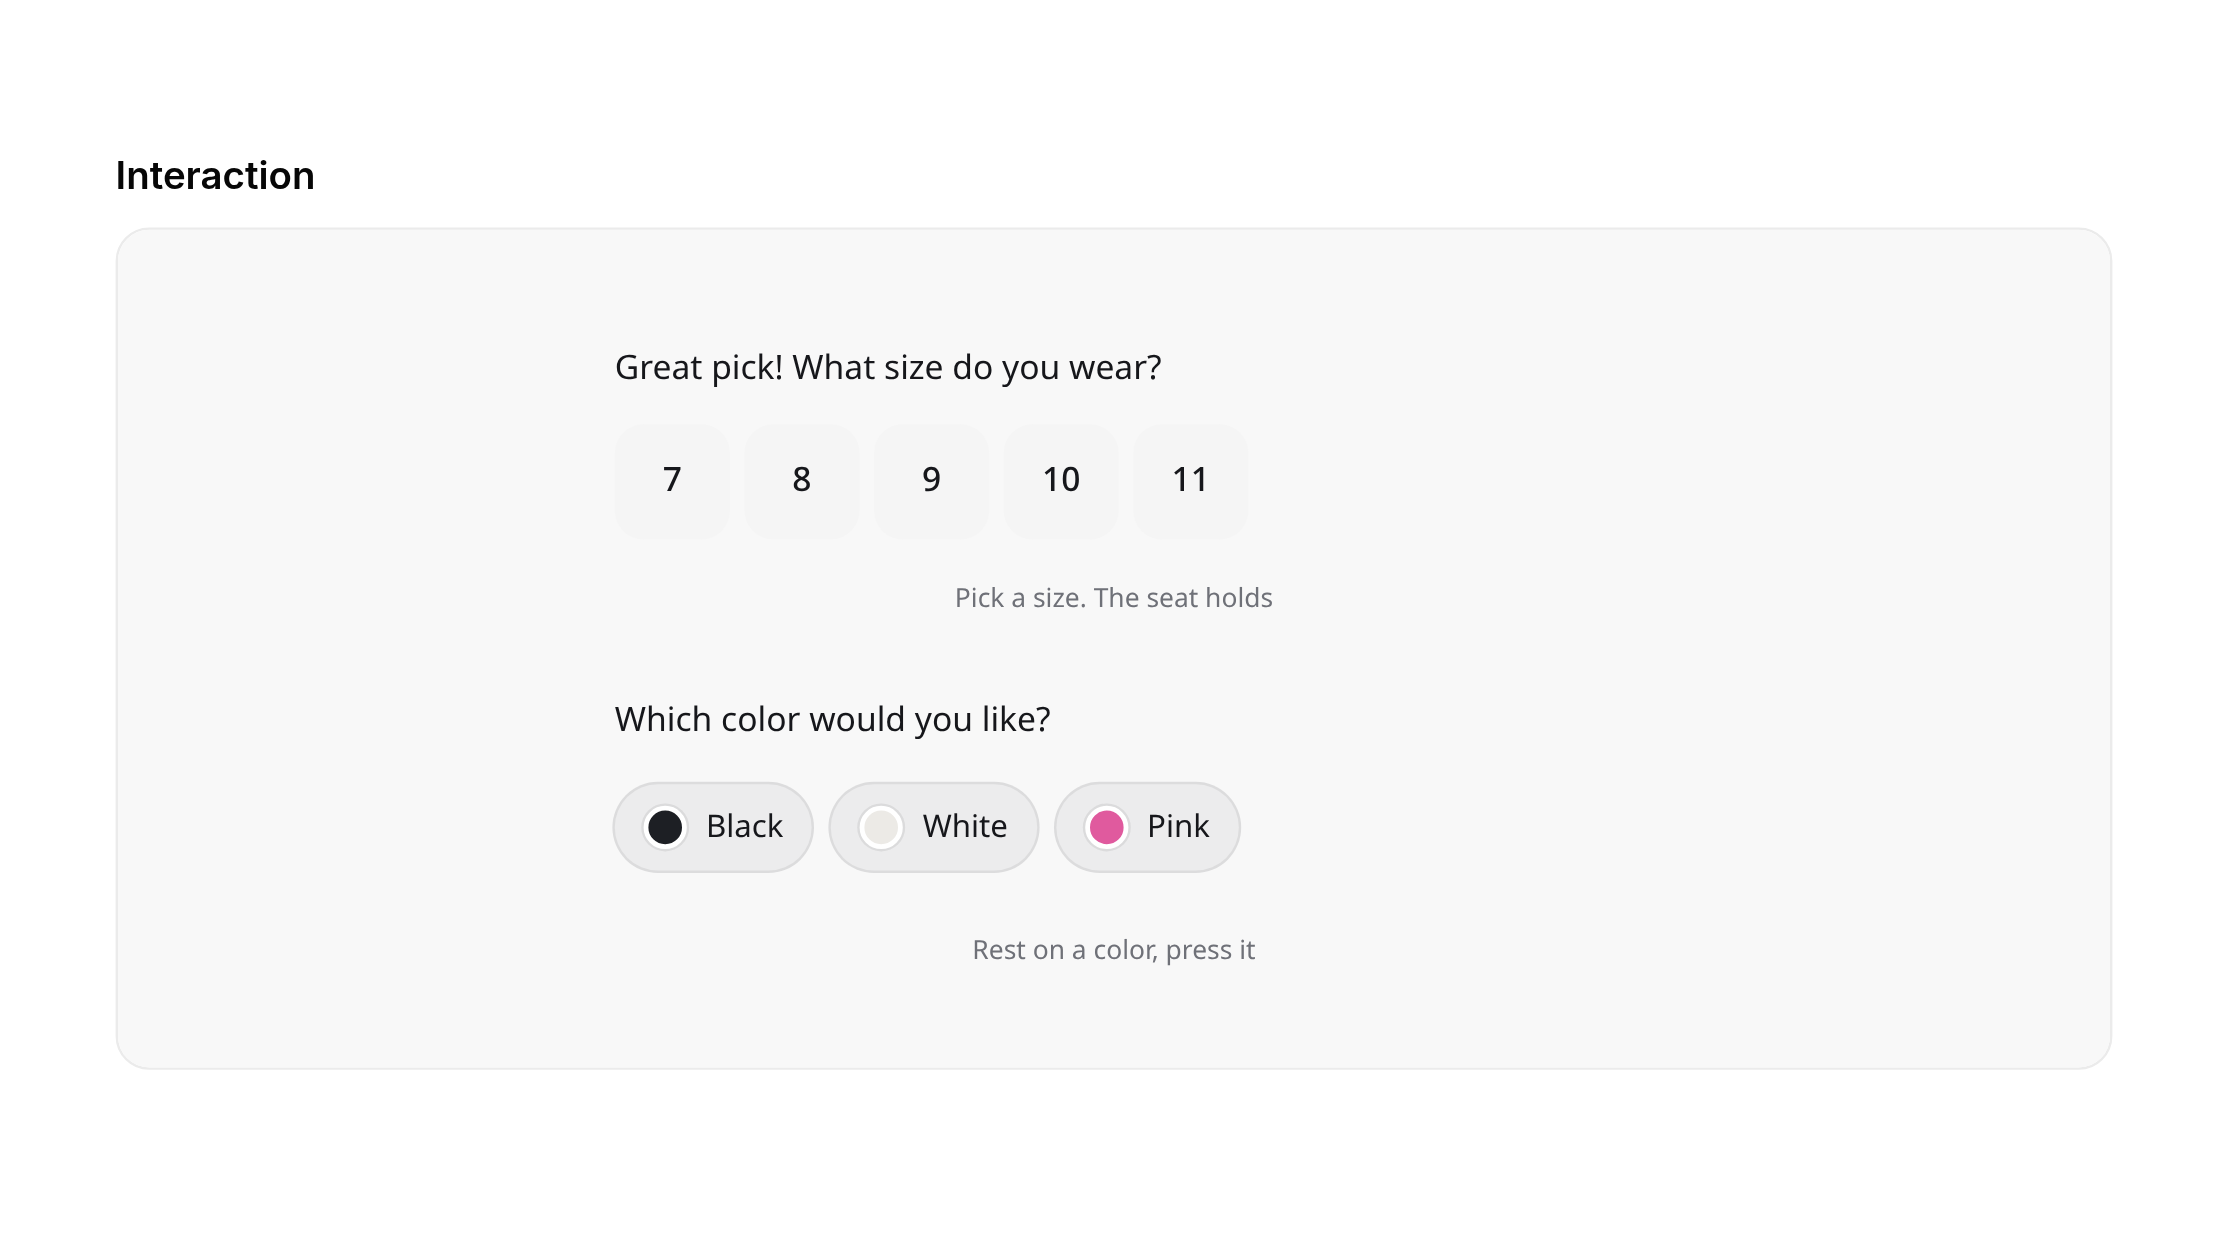 Interaction
Great pick! What size do you wear?
7 8 9 10 11
Pick a size. The seat holds
Which color would you like?
Black White Pink
Rest on a color, press it